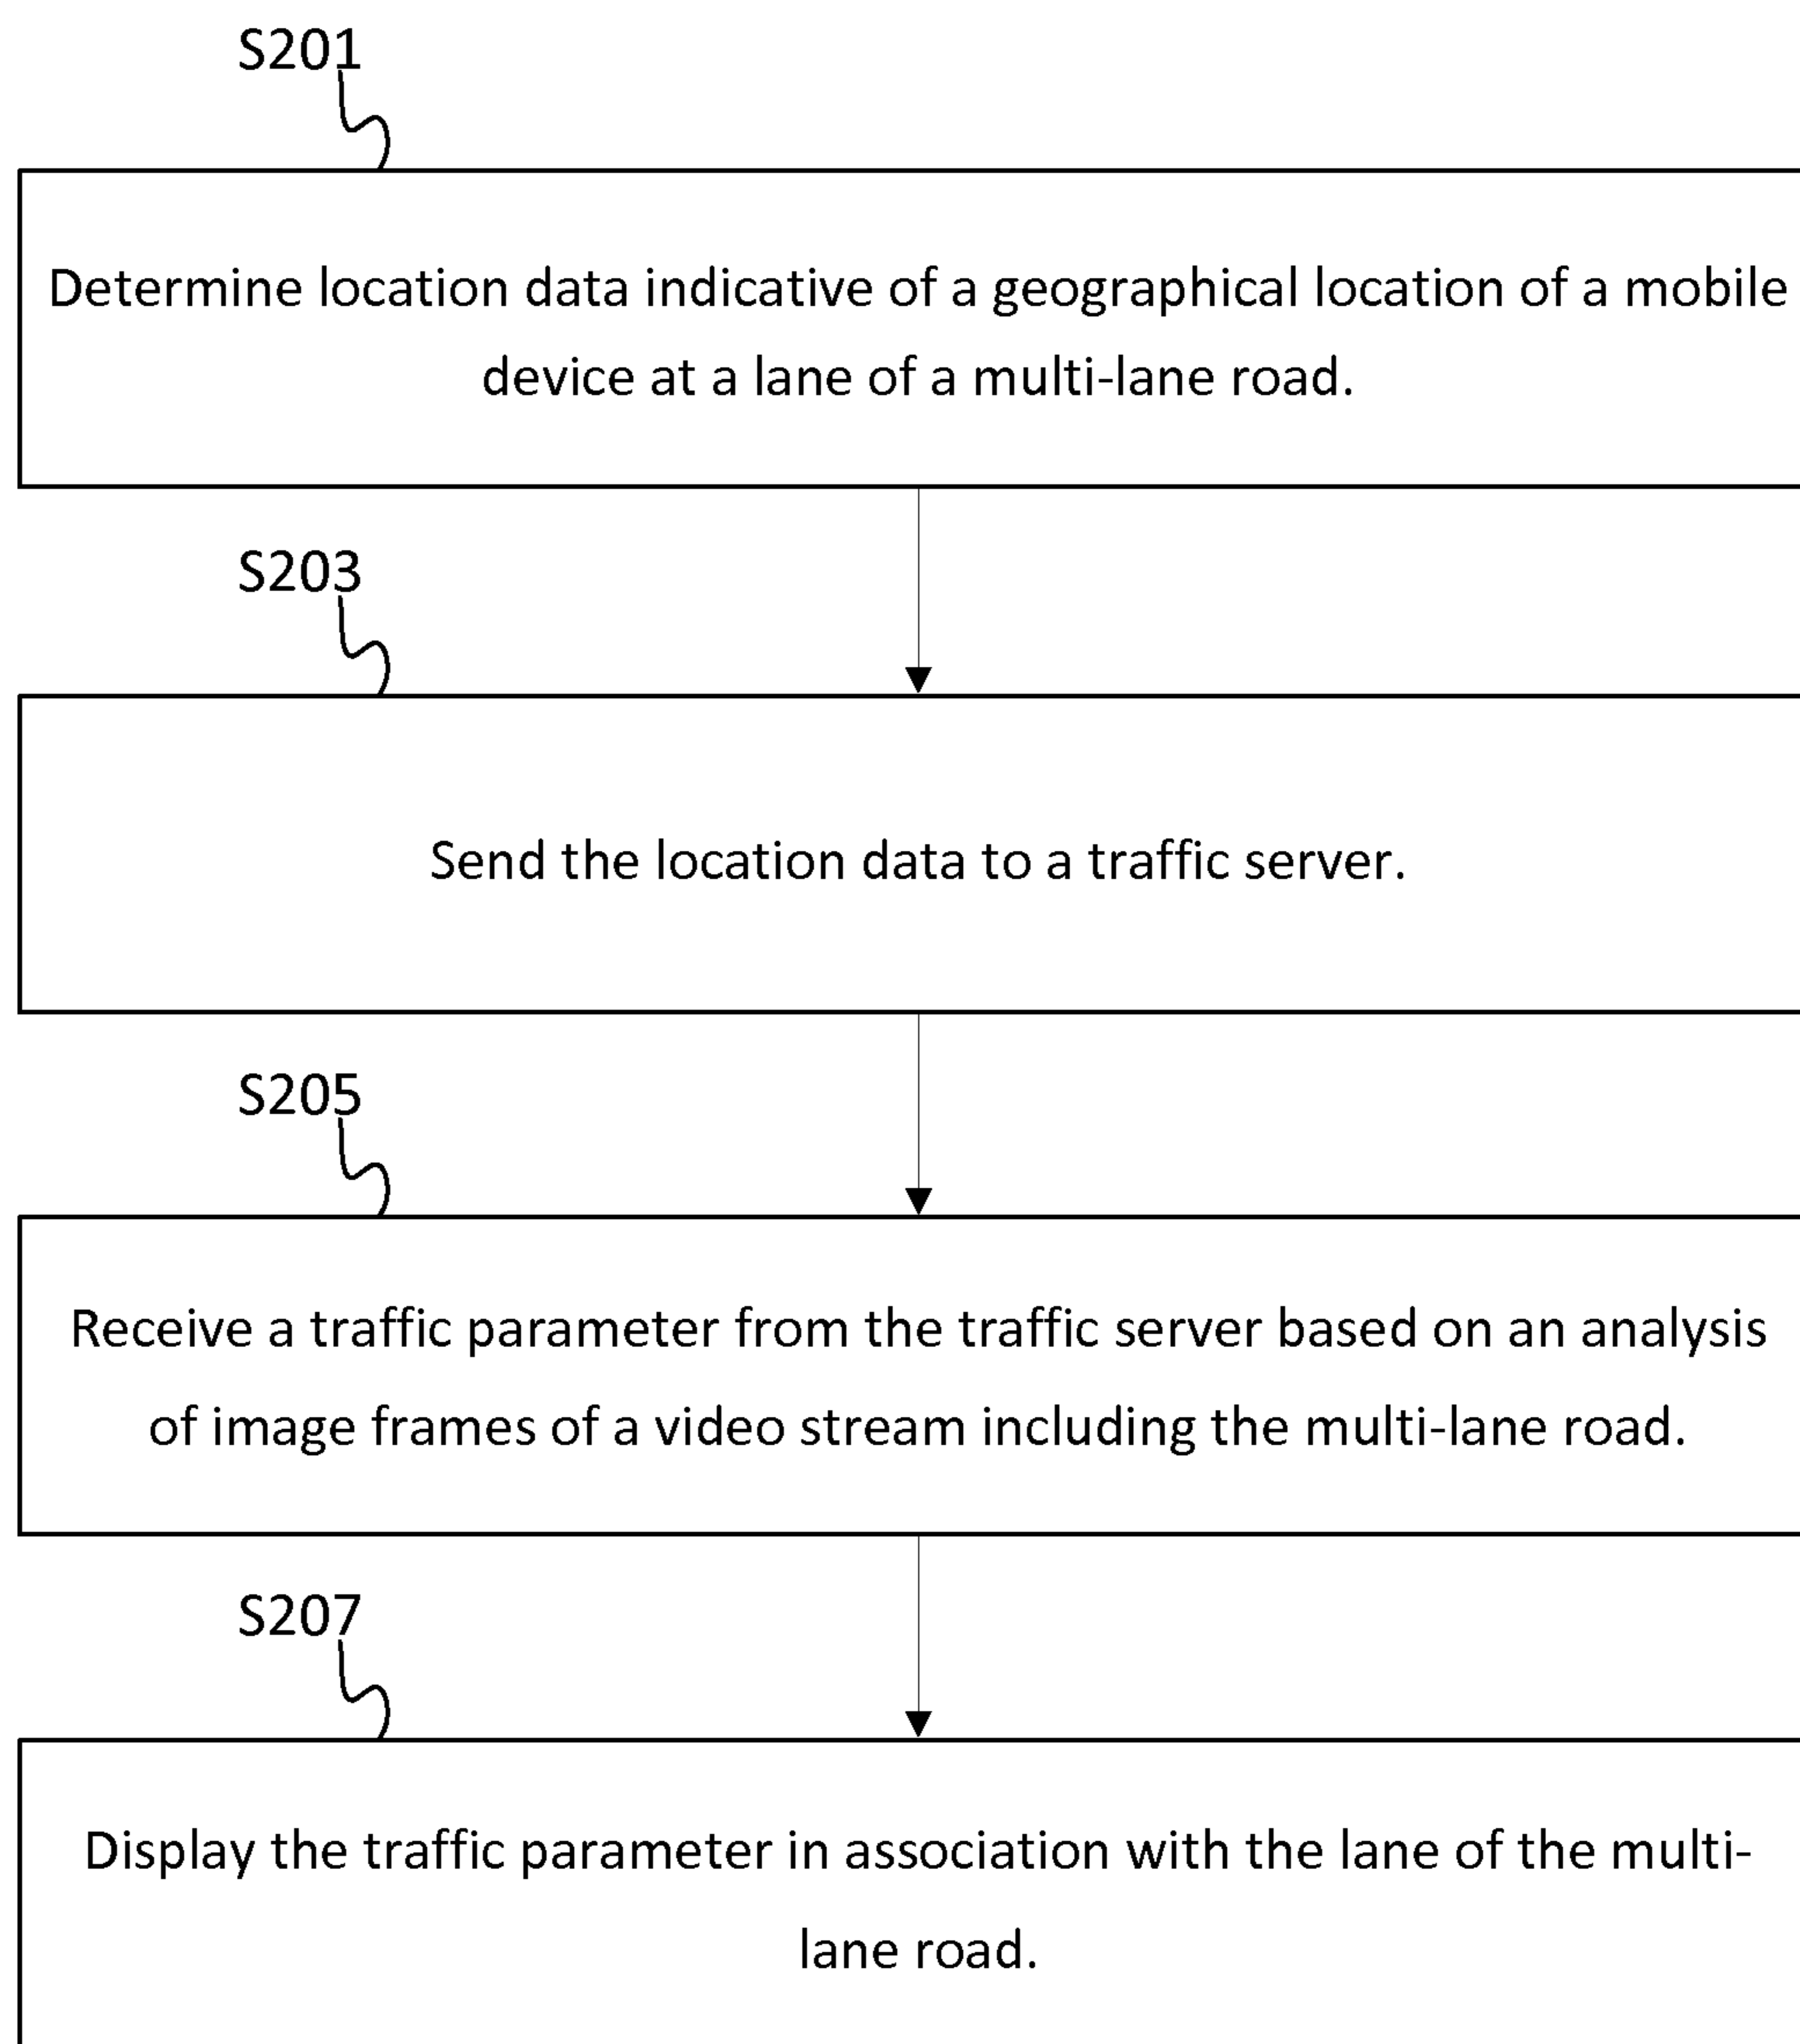 S201
Determine location data indicative of a geographical location of a mobile
device at a lane of a multi-lane road.
S203
Send the location data to a traffic server.
S205
Receive a traffic parameter from the traffic server based on an analysis
of image frames of a video stream including the multi-lane road.
S207
Display the traffic parameter in association with the lane of the multi-
lane road.